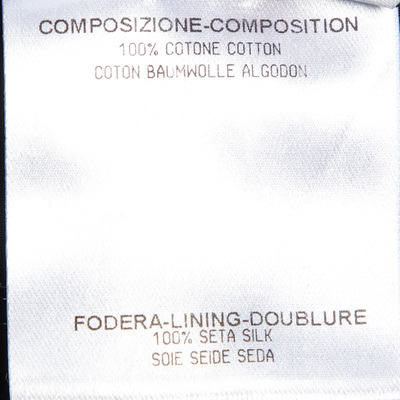 COMPOSIZIONE-COMPOSITION
100% COTONE COTTON
COTON BAUMWOLLE ALGODON
FODERA-LINING-DOUBLURE
100% SETA SILK
SOIE SEIDE SEDA